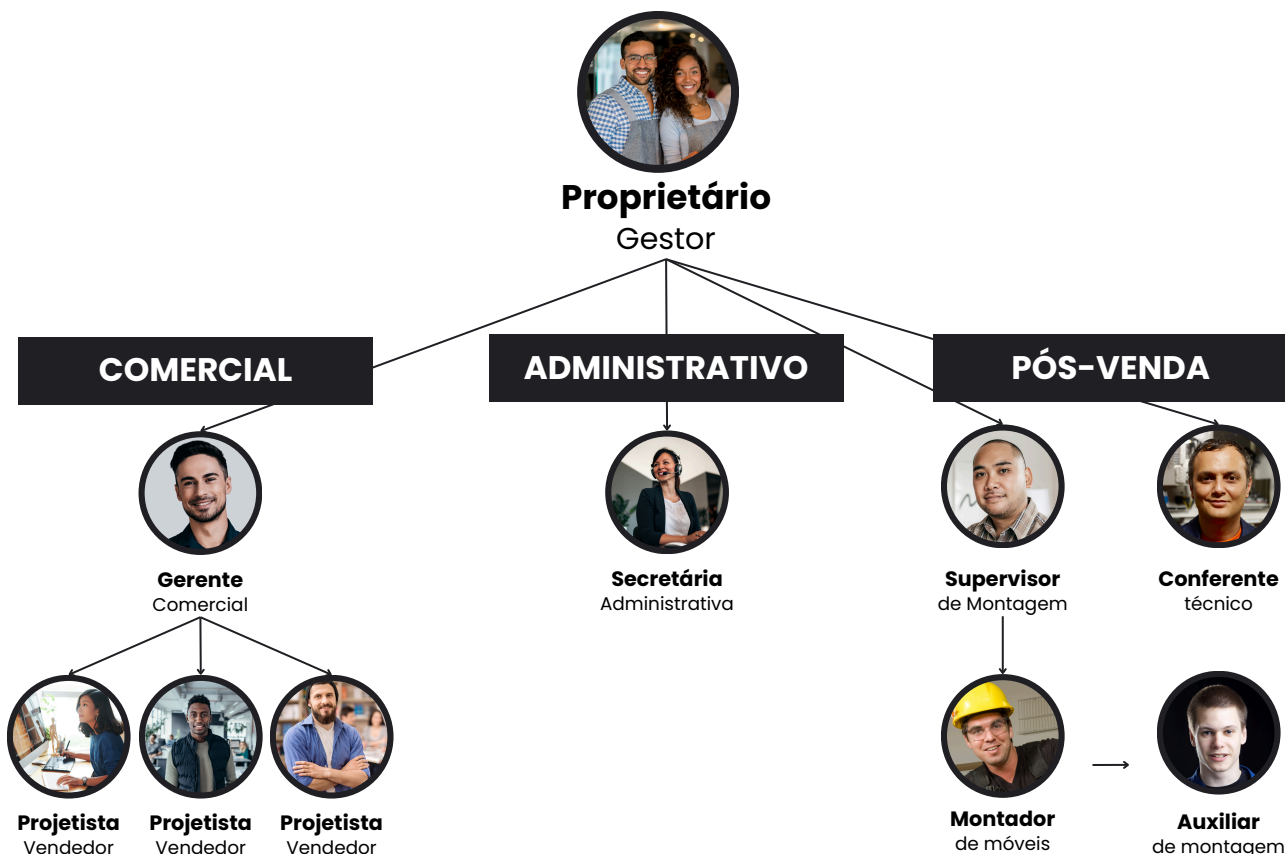 Proprietário
Gestor
COMERCIAL
ADMINISTRATIVO
PÓS-VENDA
Gerente
Comercial
Secretária
Administrativa
Supervisor
de Montagem
Conferente
técnico
Projetista
Vendedor
Projetista
Vendedor
Projetista
Vendedor
Montador
de móveis
Auxiliar
de montagem